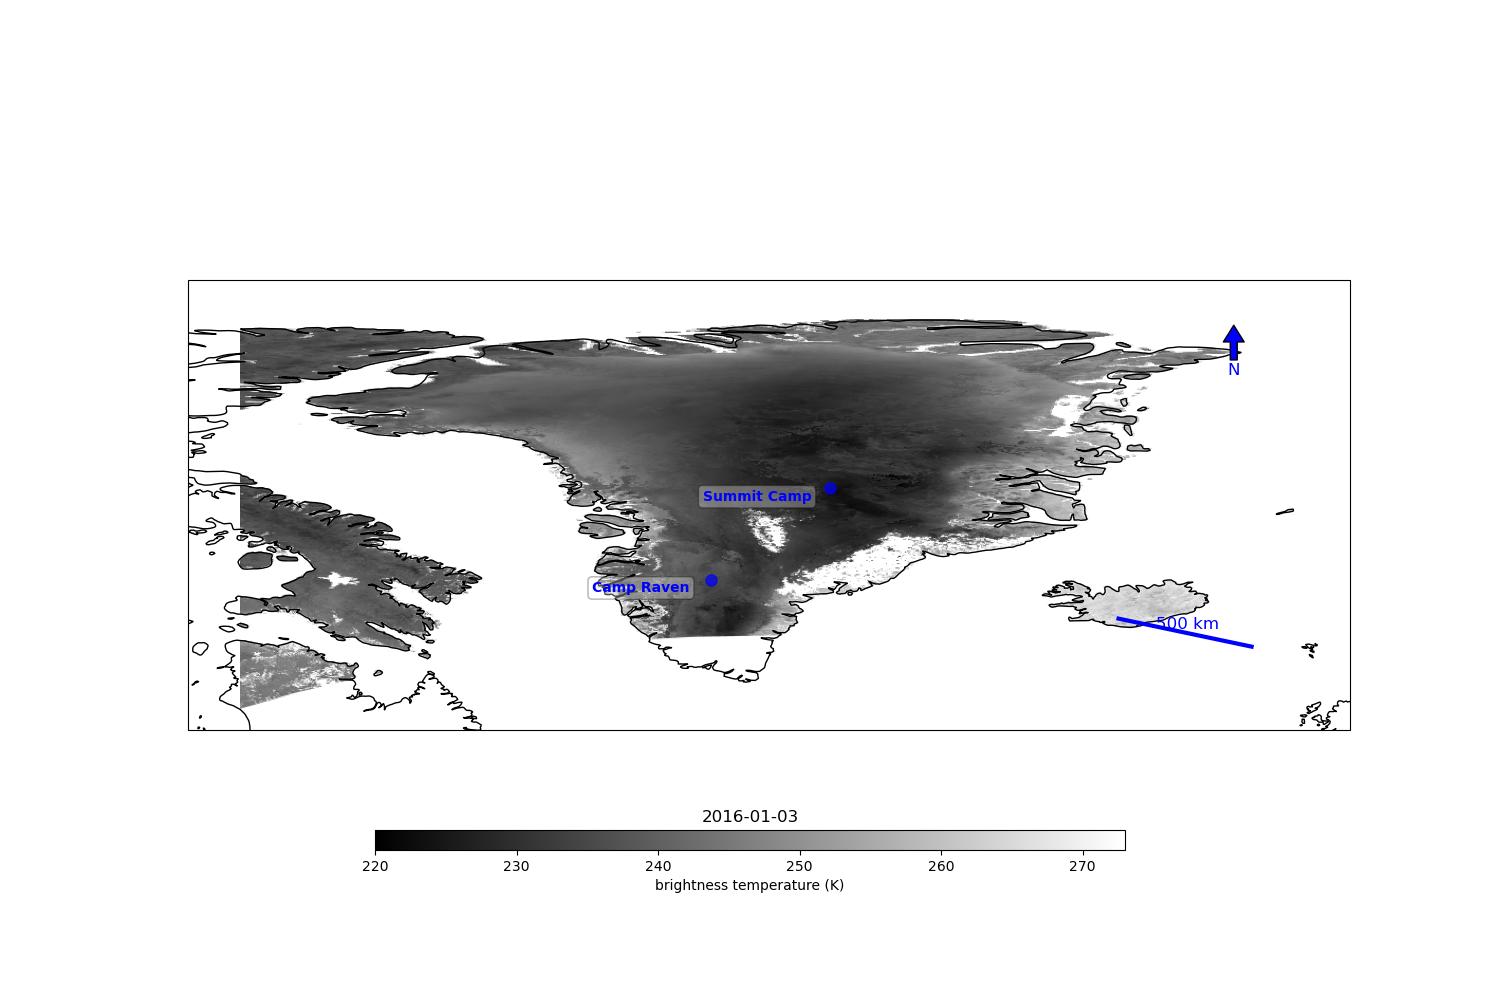 N
Summit Camp
Camp Raven
500 km
2016-01-03
220 230 240 250 260 270
brightness temperature (K)